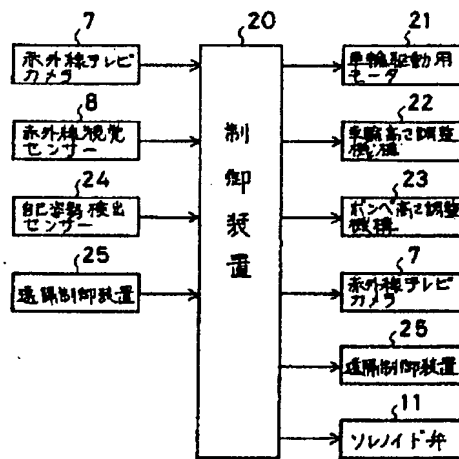 7
赤外線テレビ
カメラ
8
赤外線視覚
センサー
24
自己姿勢検出
センサー
25
遠隔制御装置
20
制御装置
21
車輪駆動用
モータ
22
車輪高さ調整
機構
23
ボンベ高さ調整
機構
7
赤外線テレビ
カメラ
25
遠隔制御装置
11
ソレノイド弁